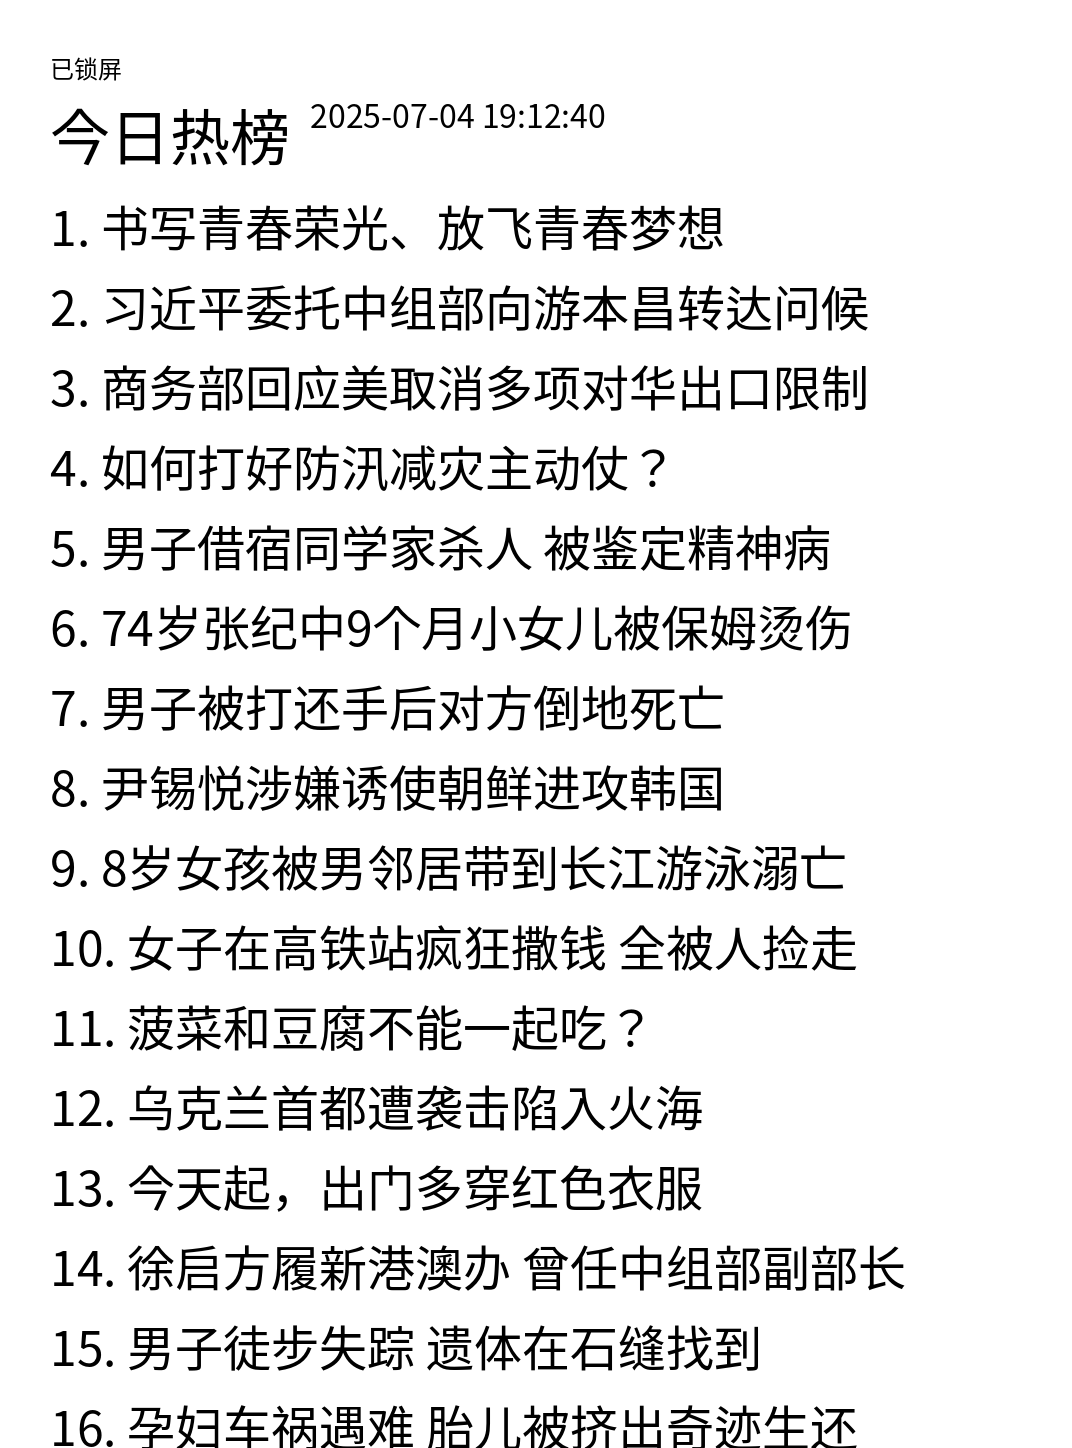 已锁屏
今日热榜 2025-07-04 19:12:40
1. 书写青春荣光、放飞青春梦想
2. 习近平委托中组部向游本昌转达问候
3. 商务部回应美取消多项对华出口限制
4. 如何打好防汛减灾主动仗？
5. 男子借宿同学家杀人 被鉴定精神病
6. 74岁张纪中9个月小女儿被保姆烫伤
7. 男子被打还手后对方倒地死亡
8. 尹锡悦涉嫌诱使朝鲜进攻韩国
9. 8岁女孩被男邻居带到长江游泳溺亡
10. 女子在高铁站疯狂撒钱 全被人捡走
11. 菠菜和豆腐不能一起吃？
12. 乌克兰首都遭袭击陷入火海
13. 今天起，出门多穿红色衣服
14. 徐启方履新港澳办 曾任中组部副部长
15. 男子徒步失踪 遗体在石缝找到
16. 孕妇车祸遇难 胎儿被挤出奇迹生还